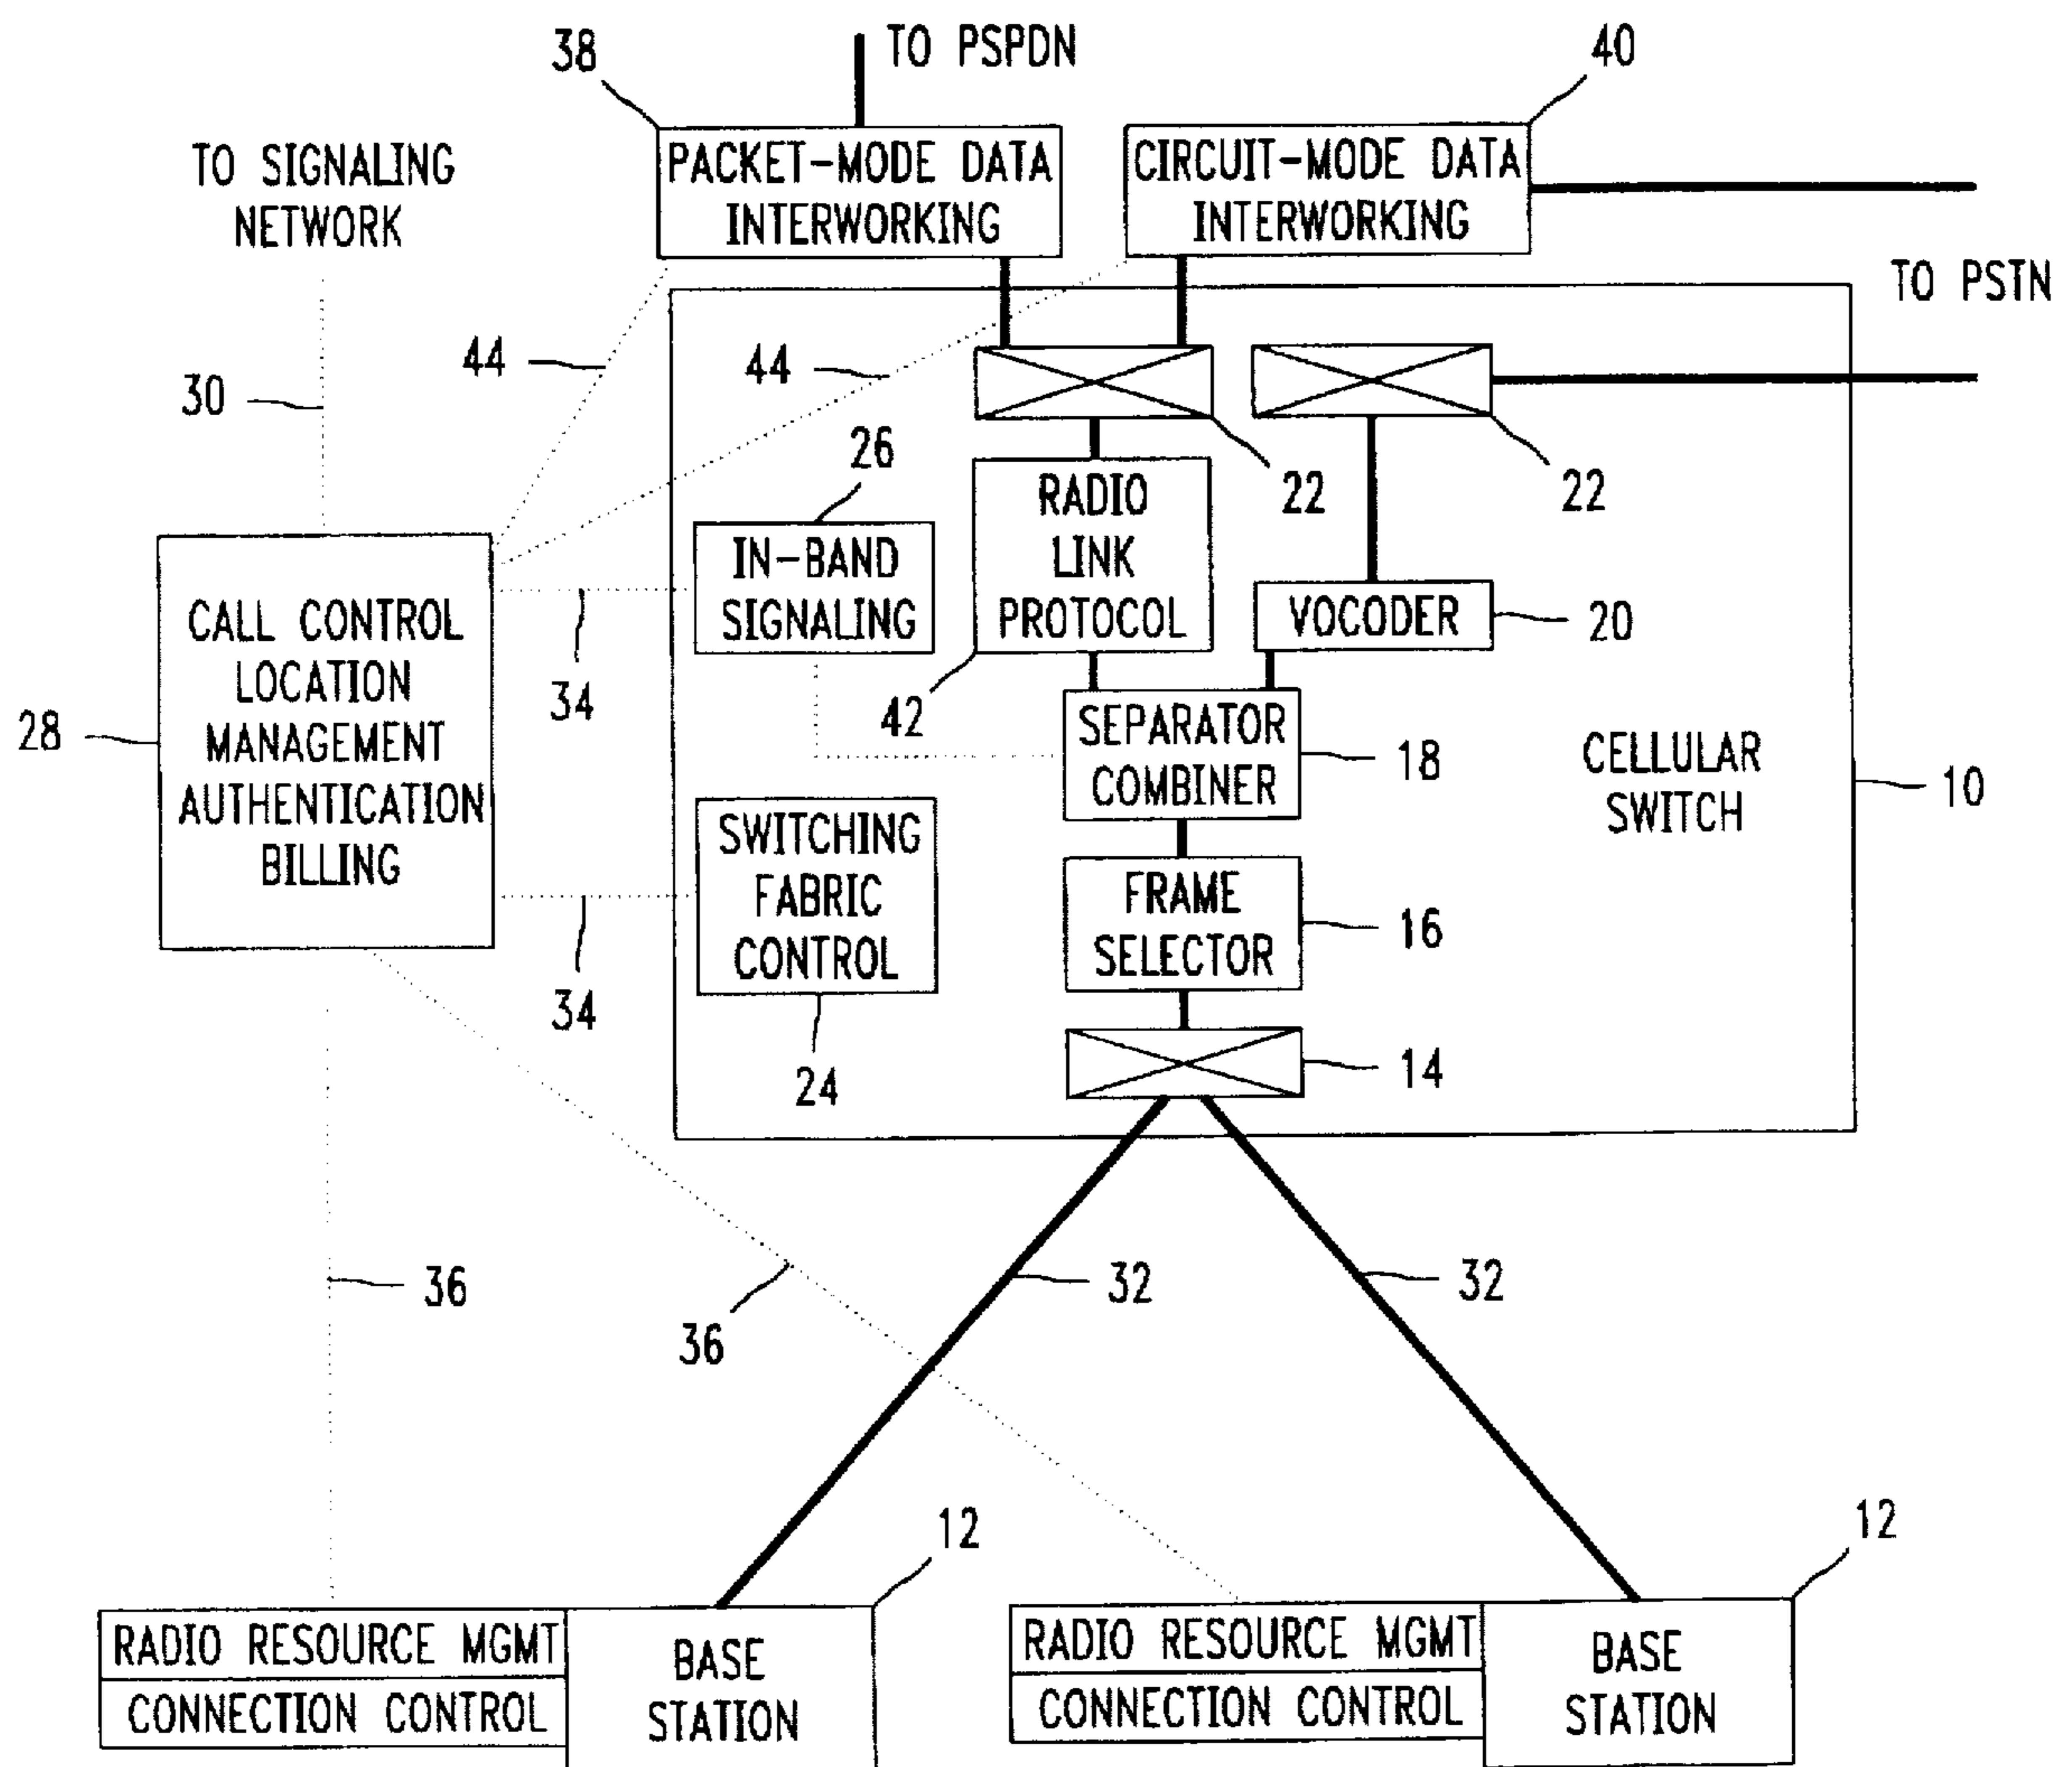 38
TO PSPDN
40
TO SIGNALING
NETWORK
PACKET-MODE DATA
INTERWORKING
CIRCUIT-MODE DATA
INTERWORKING
TO PSTN
44
44
30
26
22
22
IN-BAND
SIGNALING
RADIO
LINK
PROTOCOL
VOCODER
20
CALL CONTROL
LOCATION
MANAGEMENT
AUTHENTICATION
BILLING
28
34
42
SEPARATOR
COMBINER
18
CELLULAR
SWITCH
10
SWITCHING
FABRIC
CONTROL
FRAME
SELECTOR
16
34
24
14
36
36
32
32
12
12
RADIO RESOURCE MGMT
CONNECTION CONTROL
BASE
STATION
RADIO RESOURCE MGMT
CONNECTION CONTROL
BASE
STATION